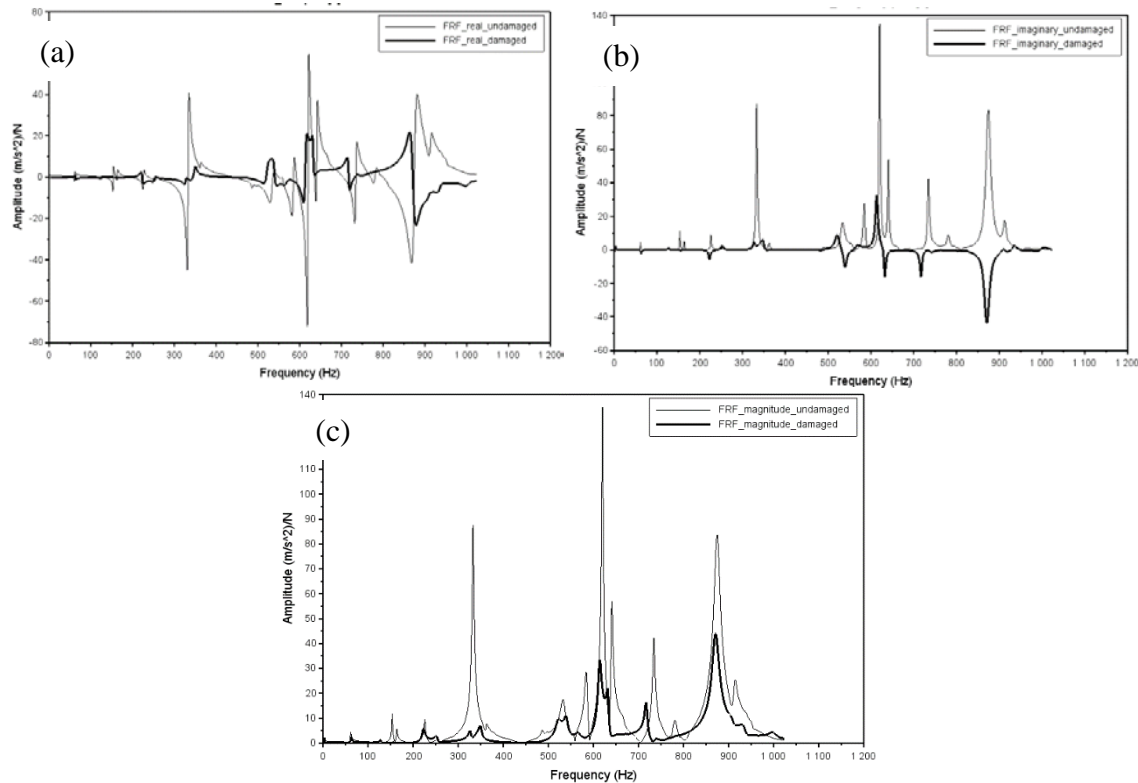 (a)
FRF_real_undamaged
FRF_real_damaged
Amplitude (m/s^2)/N
60
40
20
0
-20
-40
-60
-80
0 100 200 300 400 500 600 700 800 900 1 000 1 100 1 200
Frequency (Hz)
(b)
FRF_imaginary_undamaged
FRF_imaginary_damaged
Amplitude (m/s^2)/N
140
80
60
40
20
0
-20
-40
-60
0 100 200 300 400 500 600 700 800 900 1 000 1 100 1 200
Frequency (Hz)
(c)
FRF_magnitude_undamaged
FRF_magnitude_damaged
Amplitude (m/s^2)/N
140
110
100
90
80
70
60
50
40
30
20
10
0
0 100 200 300 400 500 600 700 800 900 1 000 1 100 1 200
Frequency (Hz)